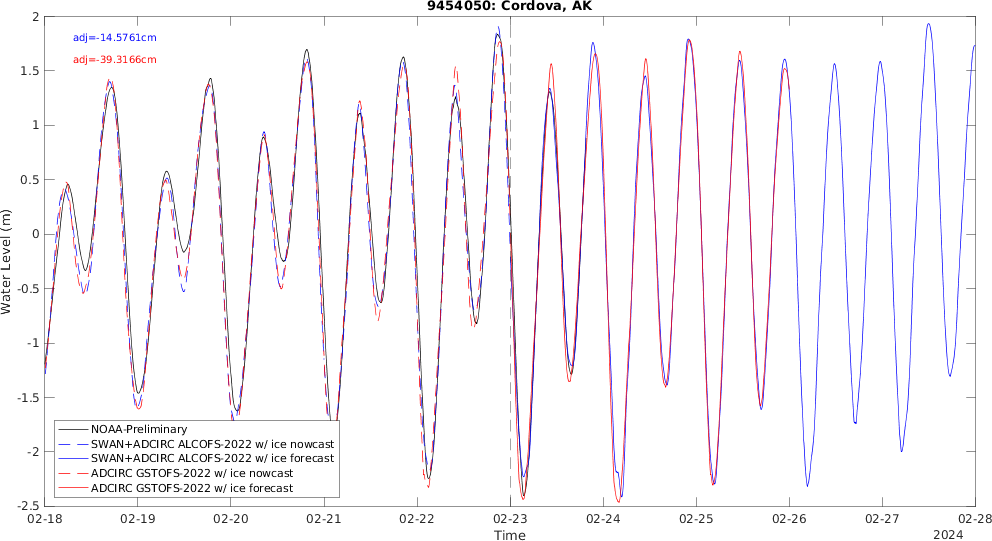 9454050: Cordova, AK
adj=-14.5761cm
adj=-39.3166cm
Water Level (m)
2
1.5
1
0.5
0
-0.5
-1
-1.5
-2
-2.5
NOAA-Preliminary
SWAN+ADCIRC ALCOFS-2022 w/ ice nowcast
SWAN+ADCIRC ALCOFS-2022 w/ ice forecast
ADCIRC GSTOFS-2022 w/ ice nowcast
ADCIRC GSTOFS-2022 w/ ice forecast
02-18 02-19 02-20 02-21 02-22 02-23 02-24 02-25 02-26 02-27 02-28
Time
2024